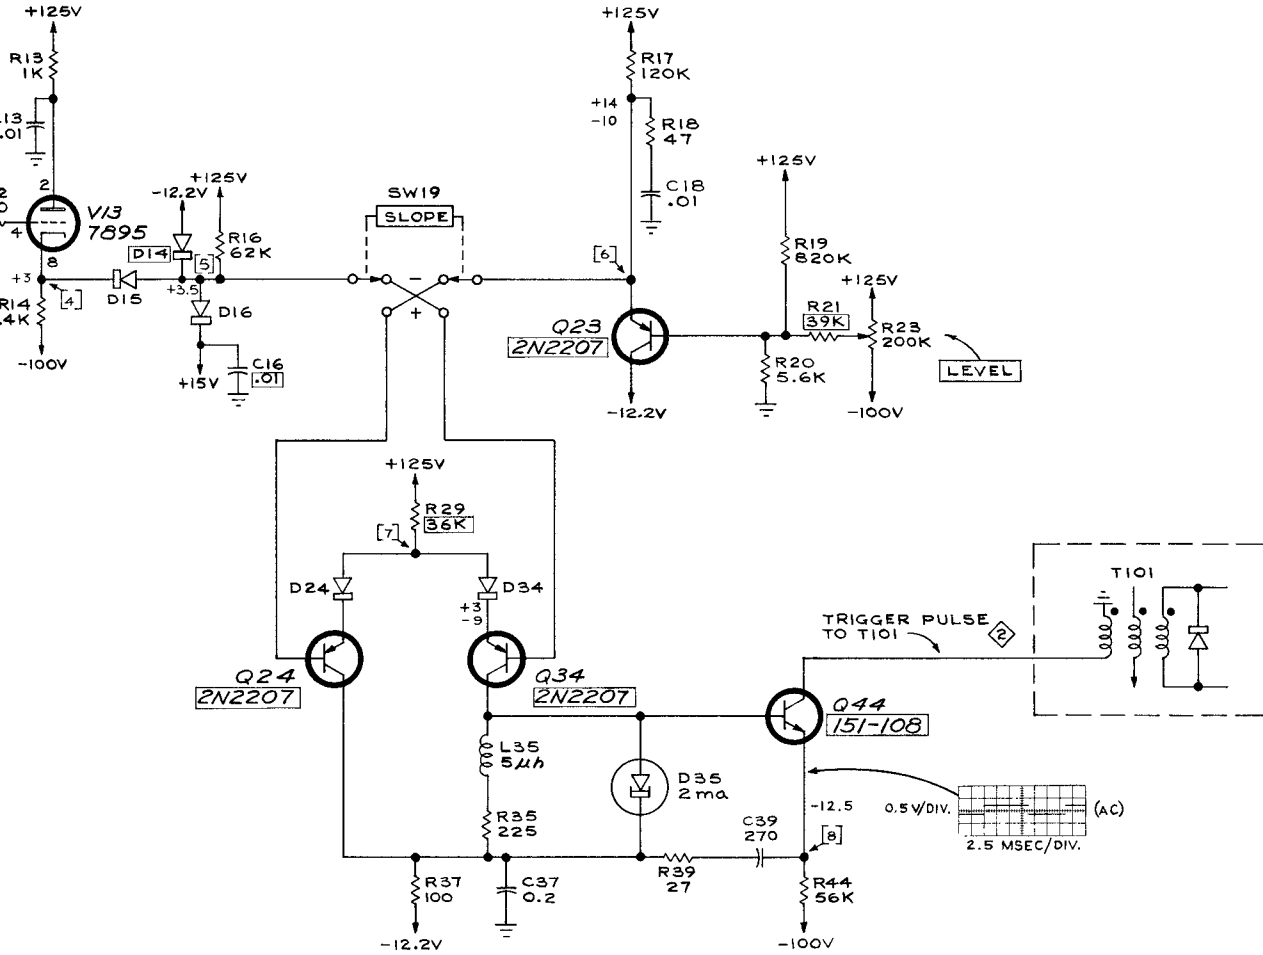 +125V
R13
1K
.01
2
4
V13
7895
8
+3
[4]
R14
-100V
D15
-12.2V
D14
+125V
R16
62K
[5]
+3.5
D16
+15V
C16
.01
SW19
SLOPE
-
+
+125V
R17
120K
+14
-10
R18
47
C18
.01
[6]
Q23
2N2207
-12.2V
+125V
R19
820K
R20
5.6K
R21
39K
+125V
R23
200K
-100V
LEVEL
+125V
R29
36K
[7]
D24
D34
+3
-9
Q24
2N2207
Q34
2N2207
L35
5μh
R35
225
D35
2ma
R37
100
-12.2V
C37
0.2
R39
27
C39
270
[8]
R44
56K
-100V
-12.5
Q44
151-108
TRIGGER PULSE
TO T101
2
T101
0.5 V/DIV.
(AC)
2.5 MSEC/DIV.